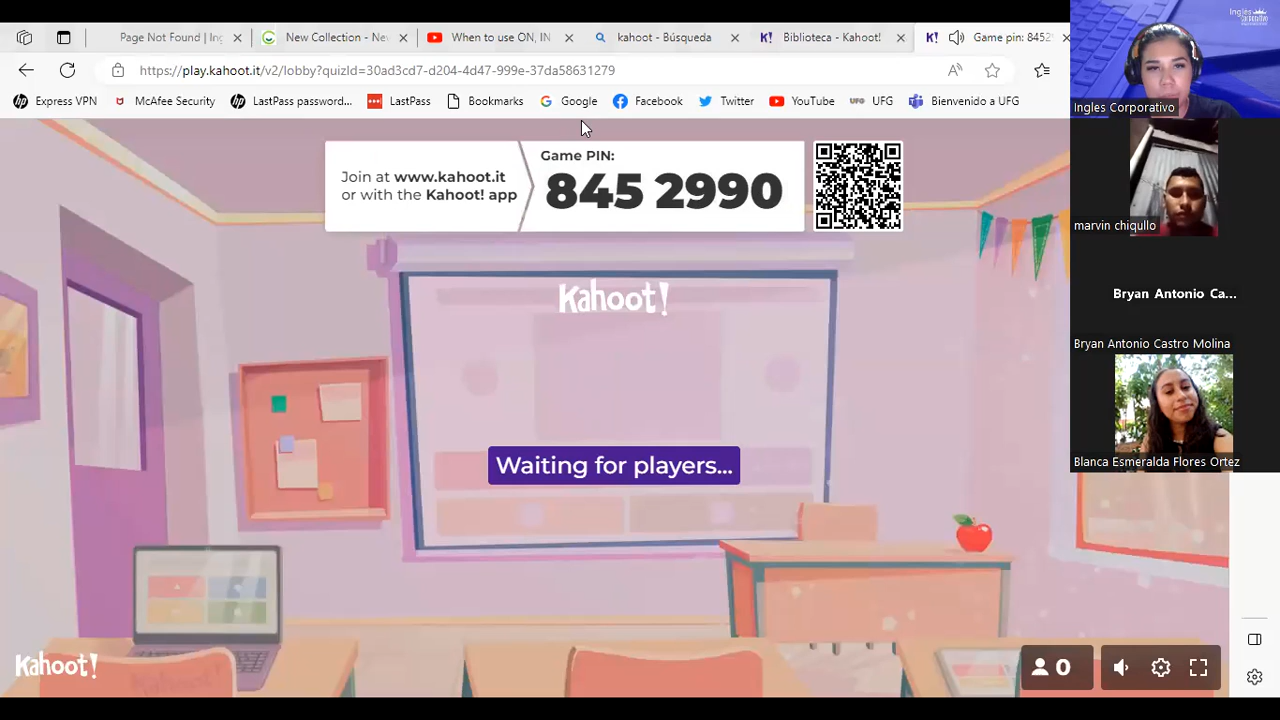 Page Not Found | Ing
New Collection - Nev
When to use ON, IN
kahoot - Búsqueda
Biblioteca - Kahoot!
Game pin: 8452
https://play.kahoot.it/v2/lobby?quizId=30ad3cd7-d204-4d47-999e-37da58631279
Express VPN
McAfee Security
LastPass password...
LastPass
Bookmarks
Google
Facebook
Twitter
YouTube
UFG
Bienvenido a UFG
Join at www.kahoot.it
or with the Kahoot! app
Game PIN:
845 2990
Kahoot!
Waiting for players...
Kahoot!
0
Ingles
Corporativo
Ingles Corporativo
marvin chiqullo
Bryan Antonio Ca...
Bryan Antonio Castro Molina
Blanca Esmeralda Flores Ortez